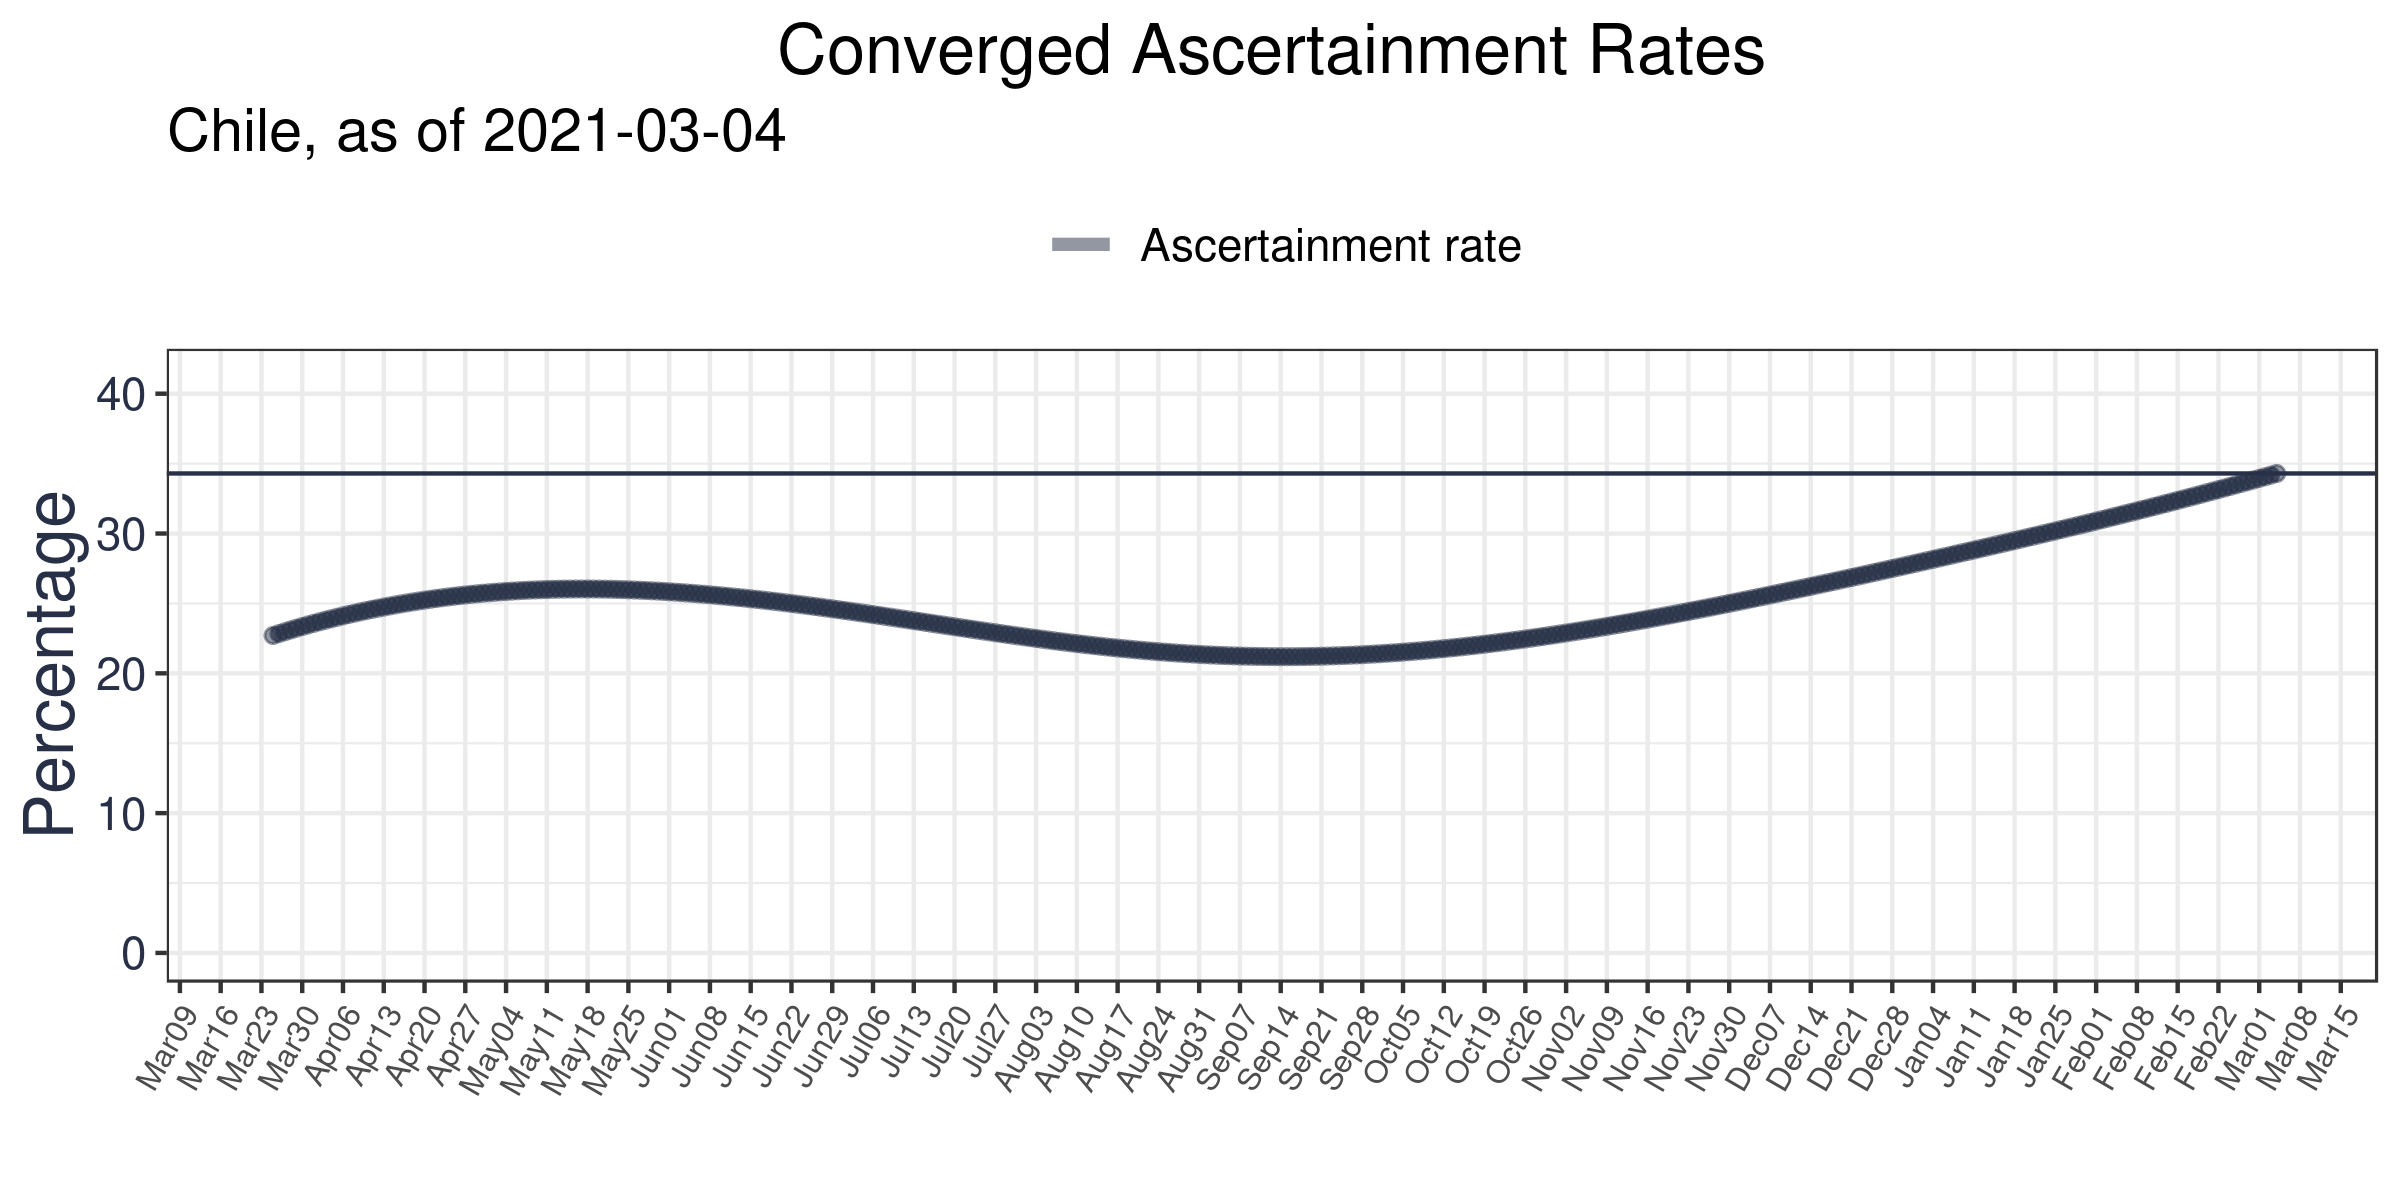 Converged Ascertainment Rates
Chile, as of 2021-03-04
Ascertainment rate
Percentage
40
30
20
10
0
Mar09
Mar16
Mar23
Mar30
Apr06
Apr13
Apr20
Apr27
May04
May11
May18
May25
Jun01
Jun08
Jun15
Jun22
Jun29
Jul06
Jul13
Jul20
Jul27
Aug03
Aug10
Aug17
Aug24
Aug31
Sep07
Sep14
Sep21
Sep28
Oct05
Oct12
Oct19
Oct26
Nov02
Nov09
Nov16
Nov23
Nov30
Dec07
Dec14
Dec21
Dec28
Jan04
Jan11
Jan18
Jan25
Feb01
Feb08
Feb15
Feb22
Mar01
Mar08
Mar15